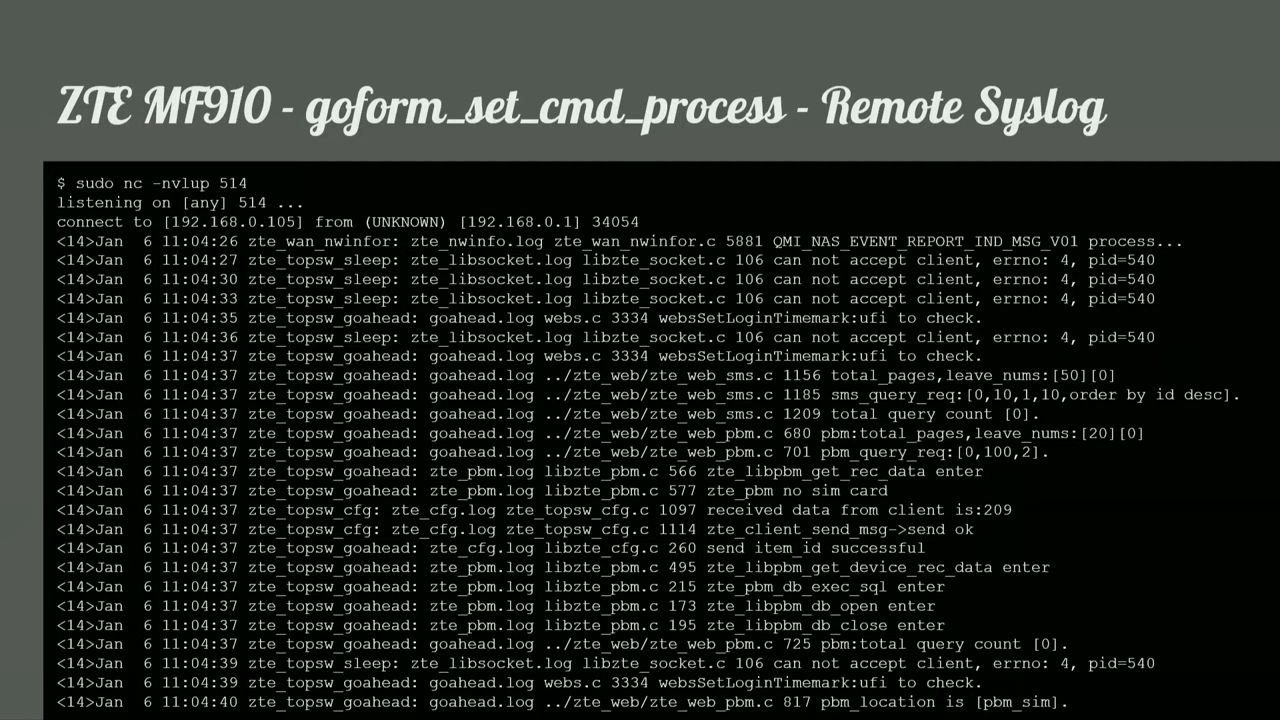 ZTE MF910 - goform_set_cmd_process - Remote Syslog
$ sudo nc -nvlup 514
listening on [any] 514 ...
connect to [192.168.0.105] from (UNKNOWN) [192.168.0.1] 34054
<14>Jan  6 11:04:26 zte_wan_nwinfor: zte_nwinfo.log zte_wan_nwinfor.c 5881 QMI_NAS_EVENT_REPORT_IND_MSG_V01 process...
<14>Jan  6 11:04:27 zte_topsw_sleep: zte_libsocket.log libzte_socket.c 106 can not accept client, errno: 4, pid=540
<14>Jan  6 11:04:30 zte_topsw_sleep: zte_libsocket.log libzte_socket.c 106 can not accept client, errno: 4, pid=540
<14>Jan  6 11:04:33 zte_topsw_sleep: zte_libsocket.log libzte_socket.c 106 can not accept client, errno: 4, pid=540
<14>Jan  6 11:04:35 zte_topsw_goahead: goahead.log webs.c 3334 websSetLoginTimemark:ufi to check.
<14>Jan  6 11:04:36 zte_topsw_sleep: zte_libsocket.log libzte_socket.c 106 can not accept client, errno: 4, pid=540
<14>Jan  6 11:04:37 zte_topsw_goahead: goahead.log webs.c 3334 websSetLoginTimemark:ufi to check.
<14>Jan  6 11:04:37 zte_topsw_goahead: goahead.log ../zte_web/zte_web_sms.c 1156 total_pages,leave_nums:[50][0]
<14>Jan  6 11:04:37 zte_topsw_goahead: goahead.log ../zte_web/zte_web_sms.c 1185 sms_query_req:[0,10,1,10,order by id desc].
<14>Jan  6 11:04:37 zte_topsw_goahead: goahead.log ../zte_web/zte_web_sms.c 1209 total query count [0].
<14>Jan  6 11:04:37 zte_topsw_goahead: goahead.log ../zte_web/zte_web_pbm.c 680 pbm:total_pages,leave_nums:[20][0]
<14>Jan  6 11:04:37 zte_topsw_goahead: goahead.log ../zte_web/zte_web_pbm.c 701 pbm_query_req:[0,100,2].
<14>Jan  6 11:04:37 zte_topsw_goahead: zte_pbm.log libzte_pbm.c 566 zte_libpbm_get_rec_data enter
<14>Jan  6 11:04:37 zte_topsw_goahead: zte_pbm.log libzte_pbm.c 577 zte_pbm no sim card
<14>Jan  6 11:04:37 zte_topsw_cfg: zte_cfg.log zte_topsw_cfg.c 1097 received data from client is:209
<14>Jan  6 11:04:37 zte_topsw_cfg: zte_cfg.log zte_topsw_cfg.c 1114 zte_client_send_msg->send ok
<14>Jan  6 11:04:37 zte_topsw_goahead: zte_cfg.log libzte_cfg.c 260 send item_id successful
<14>Jan  6 11:04:37 zte_topsw_goahead: zte_pbm.log libzte_pbm.c 495 zte_libpbm_get_device_rec_data enter
<14>Jan  6 11:04:37 zte_topsw_goahead: zte_pbm.log libzte_pbm.c 215 zte_pbm_db_exec_sql enter
<14>Jan  6 11:04:37 zte_topsw_goahead: zte_pbm.log libzte_pbm.c 173 zte_libpbm_db_open enter
<14>Jan  6 11:04:37 zte_topsw_goahead: zte_pbm.log libzte_pbm.c 195 zte_libpbm_db_close enter
<14>Jan  6 11:04:37 zte_topsw_goahead: goahead.log ../zte_web/zte_web_pbm.c 725 pbm:total query count [0].
<14>Jan  6 11:04:39 zte_topsw_sleep: zte_libsocket.log libzte_socket.c 106 can not accept client, errno: 4, pid=540
<14>Jan  6 11:04:39 zte_topsw_goahead: goahead.log webs.c 3334 websSetLoginTimemark:ufi to check.
<14>Jan  6 11:04:40 zte_topsw_goahead: goahead.log ../zte_web/zte_web_pbm.c 817 pbm_location is [pbm_sim].